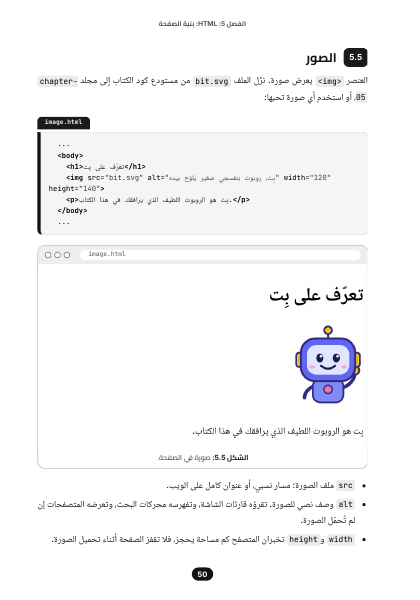 الفصل 5: HTML: بنية الصفحة
5.5 الصور
العنصر <img> يعرض صورة. نزّل الملف bit.svg من مستودع كود الكتاب إلى مجلد chapter-
05، أو استخدم أي صورة تحبها:
image.html
...
<body>
<h1>تعرّف على بِت</h1>
<img src="bit.svg" alt="بِت، روبوت بنفسجي صغير يلوّح بيده" width="120"
height="140">
<p>بِت هو الروبوت اللطيف الذي يرافقك في هذا الكتاب.</p>
</body>
...
image.html
تعرّف على بِت
بِت هو الروبوت اللطيف الذي يرافقك في هذا الكتاب.
الشكل 5.5: صورة في الصفحة.
• src ملف الصورة: مسار نسبي، أو عنوان كامل على الويب.
• alt وصف نصي للصورة. تقرؤه قارئات الشاشة، وتفهرسه محركات البحث، وتعرضه المتصفحات إن
لم تُحمّل الصورة.
• width و height تخبران المتصفح كم مساحة يحجز، فلا تقفز الصفحة أثناء تحميل الصورة.
50